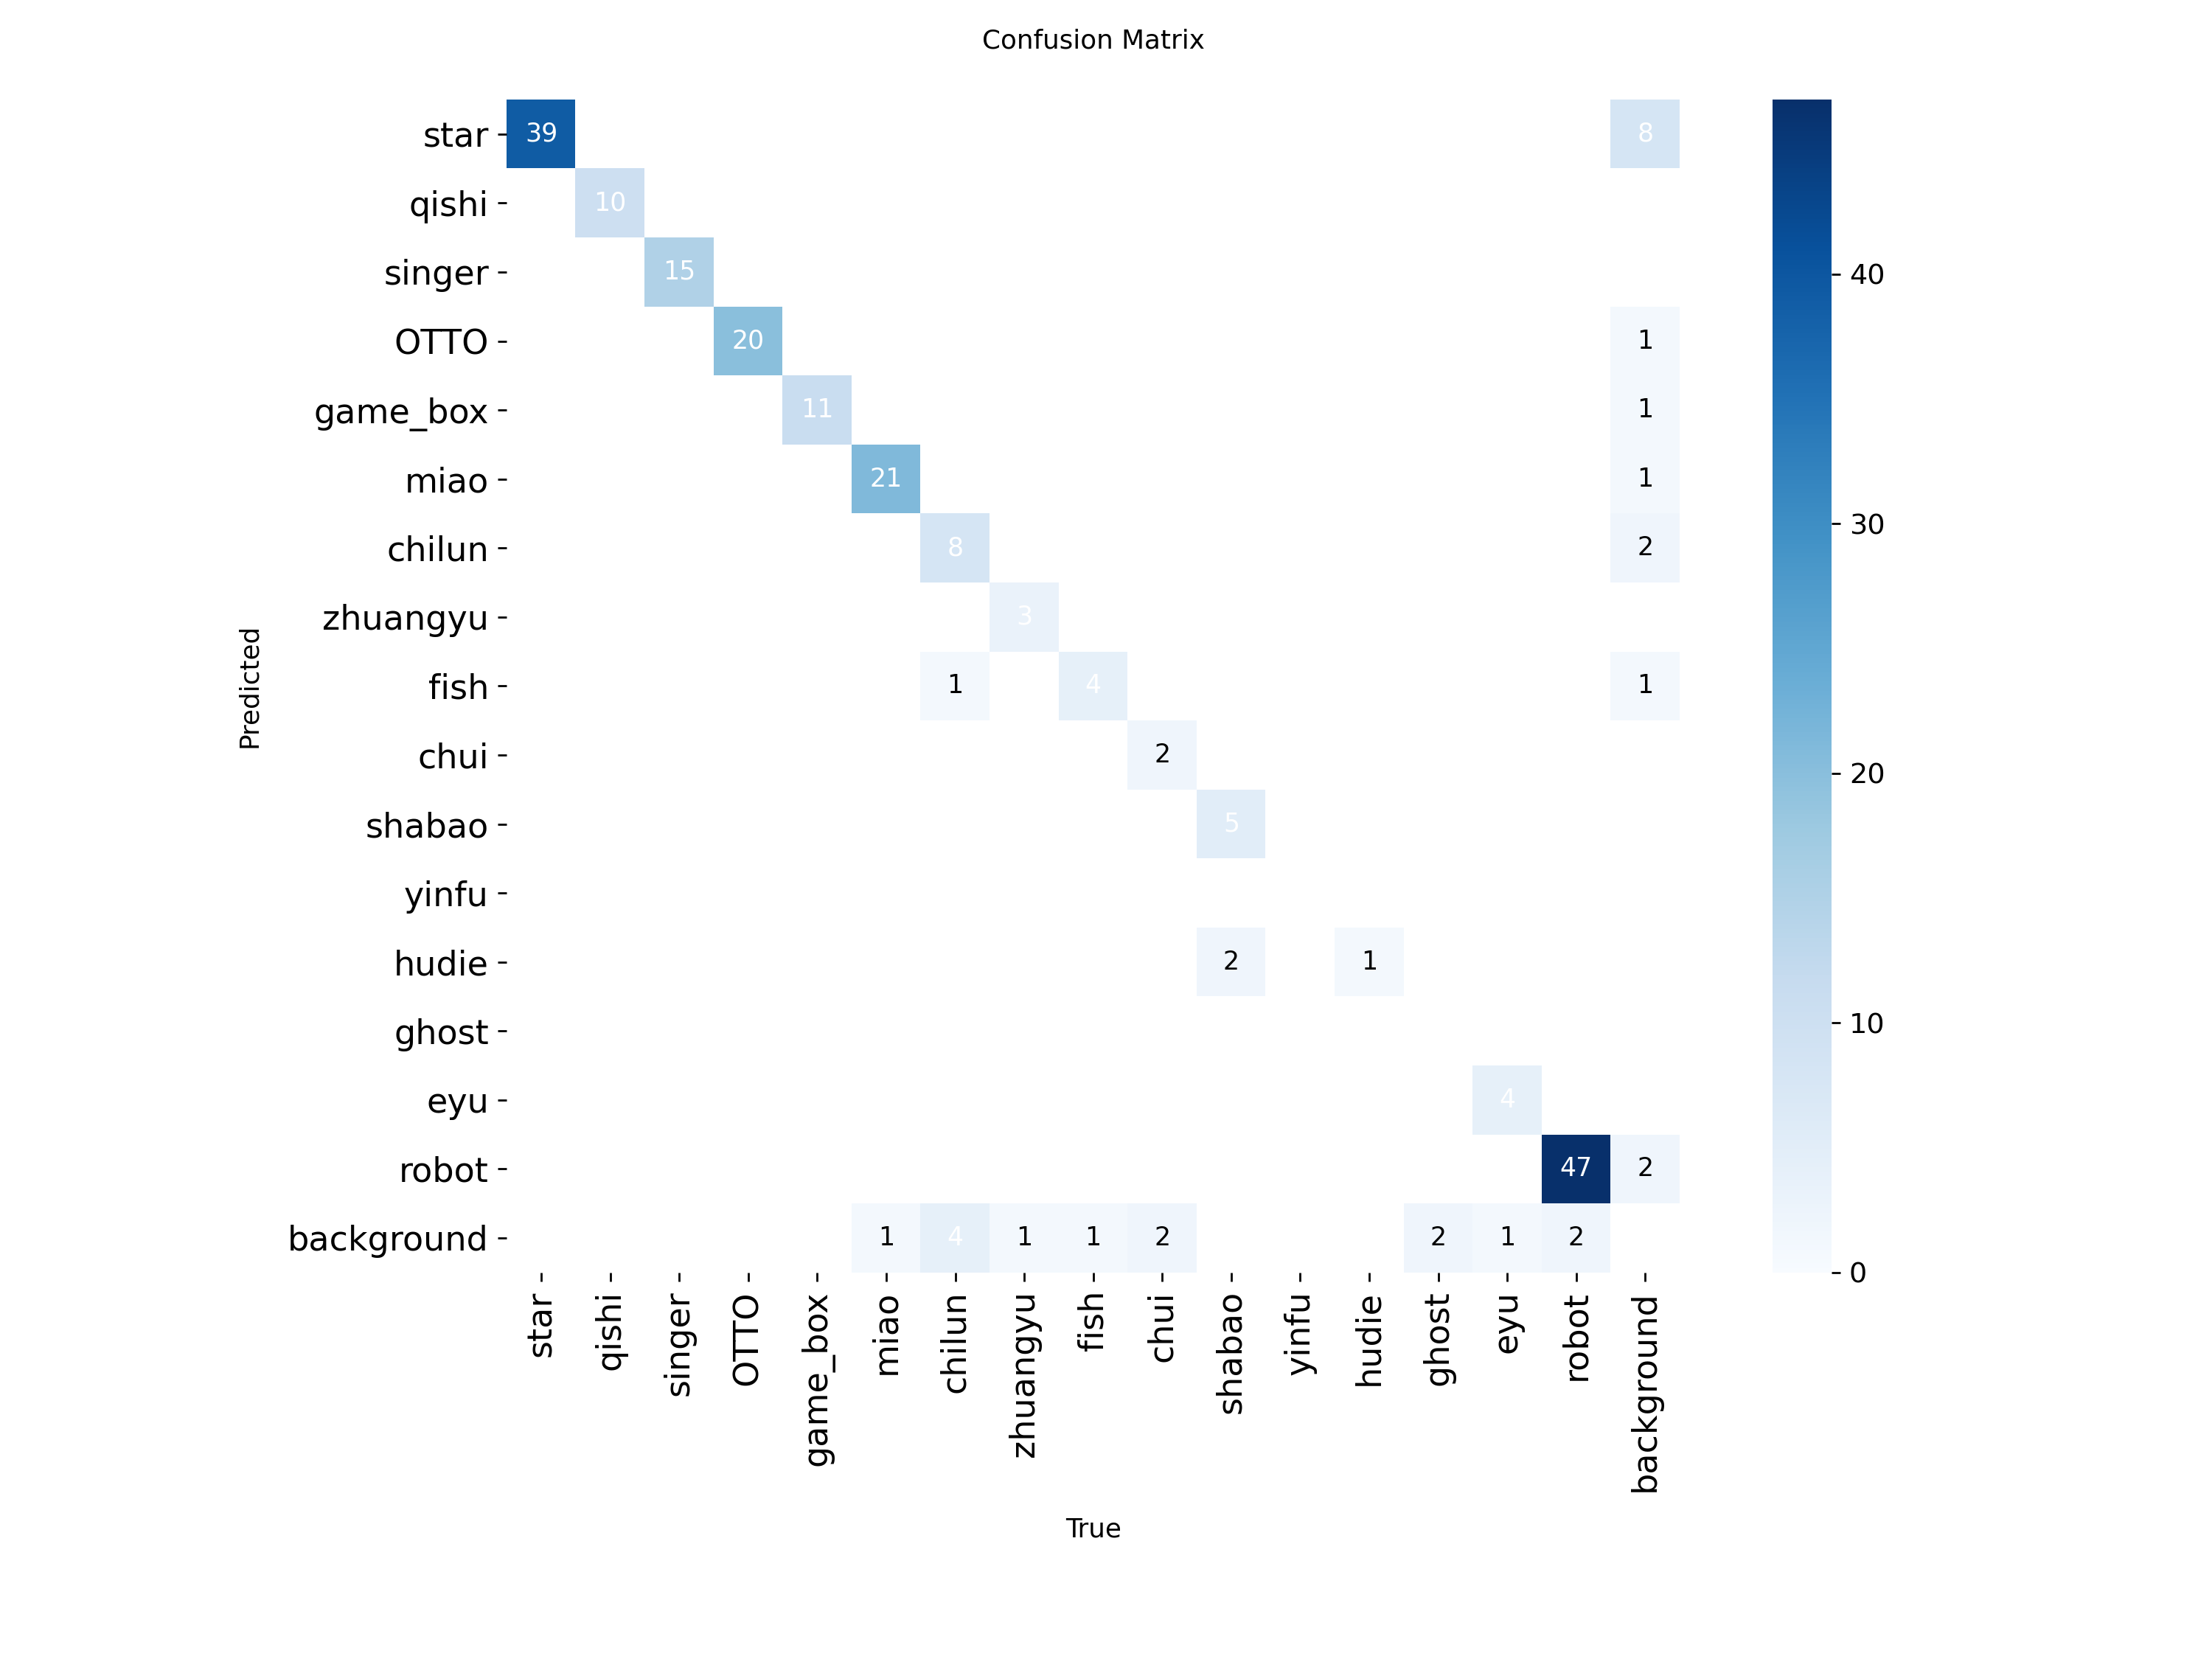 Confusion Matrix
star 39 8
qishi 10
singer 15
OTTO 20 1
game_box 11 1
miao 21 1
chilun 8 2
zhuangyu 3
fish 1 4 1
chui 2
shabao 5
yinfu
hudie 2 1
ghost
eyu 4
robot 47 2
background 1 4 1 1 2 2 1 2
Predicted
star qishi singer OTTO game_box miao chilun zhuangyu fish chui shabao yinfu hudie ghost eyu robot background
True
40
30
20
10
0